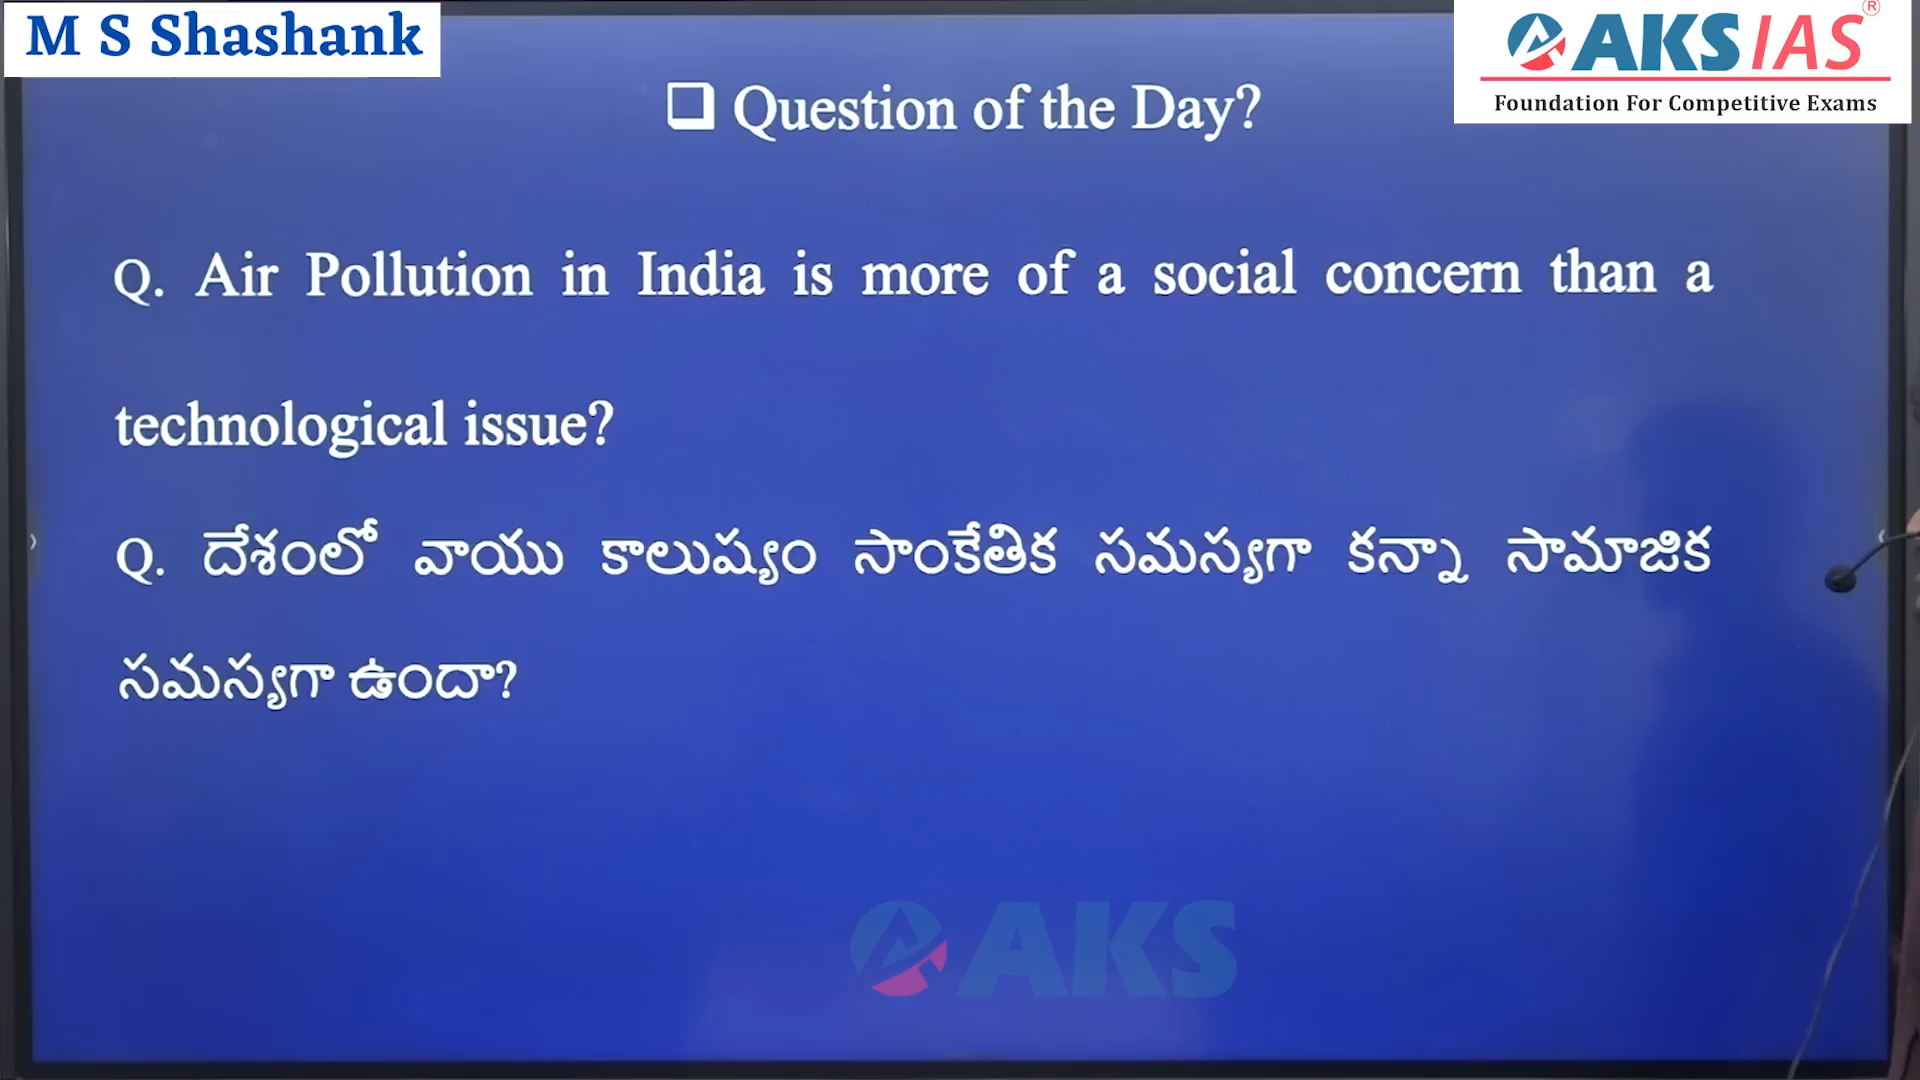 M S Shashank
AKS IAS®
Foundation For Competitive Exams
❑ Question of the Day?
Q. Air Pollution in India is more of a social concern than a
technological issue?
Q. దేశంలో వాయు కాలుష్యం సాంకేతిక సమస్యగా కన్నా సామాజిక
సమస్యగా ఉందా?
AKS